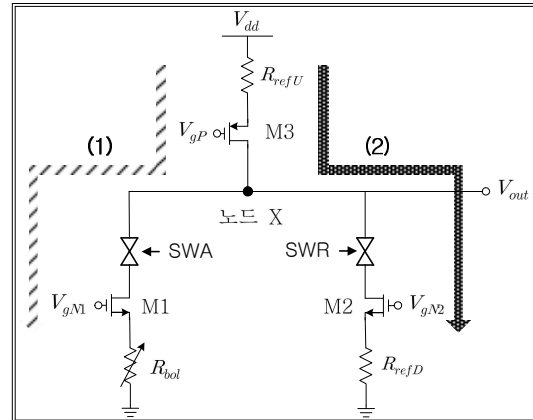 V_dd
R_refU
V_gP
M3
(1)
(2)
V_out
노드 X
SWA
SWR
V_gN1
M1
M2
V_gN2
R_bol
R_refD